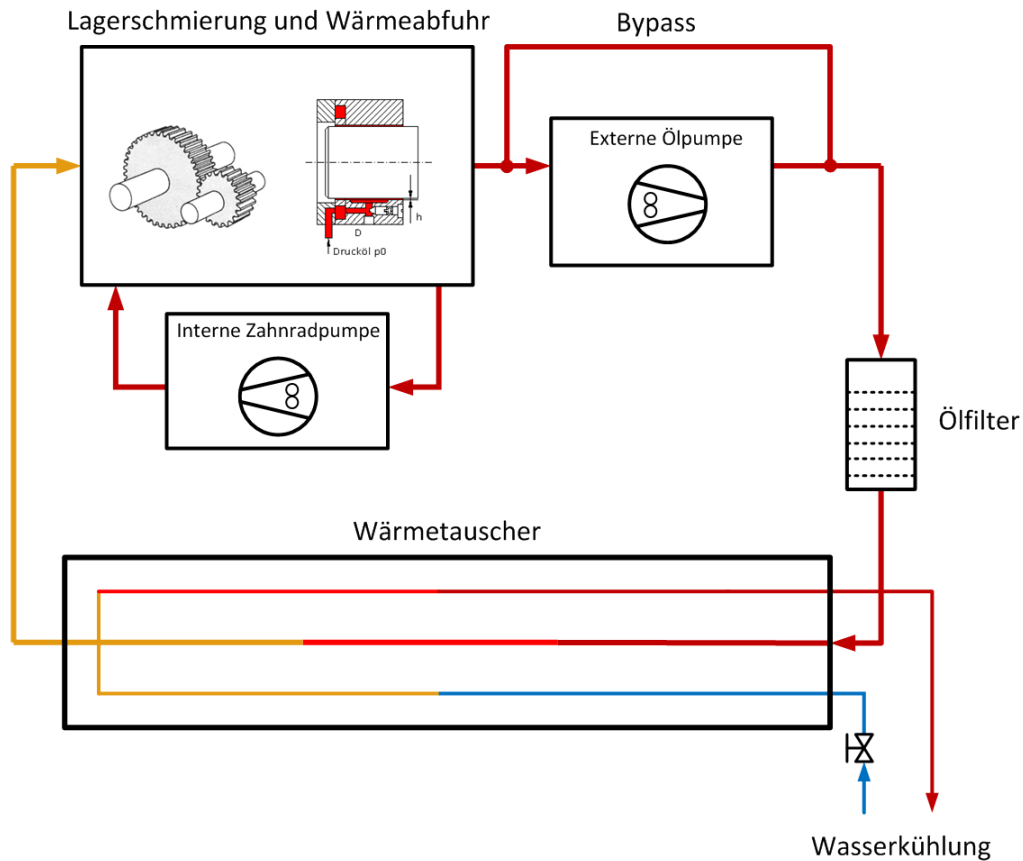 Lagerschmierung und Wärmeabfuhr
Bypass
Externe Ölpumpe
h
D
Drucköl p0
Interne Zahnradpumpe
Ölfilter
Wärmetauscher
Wasserkühlung